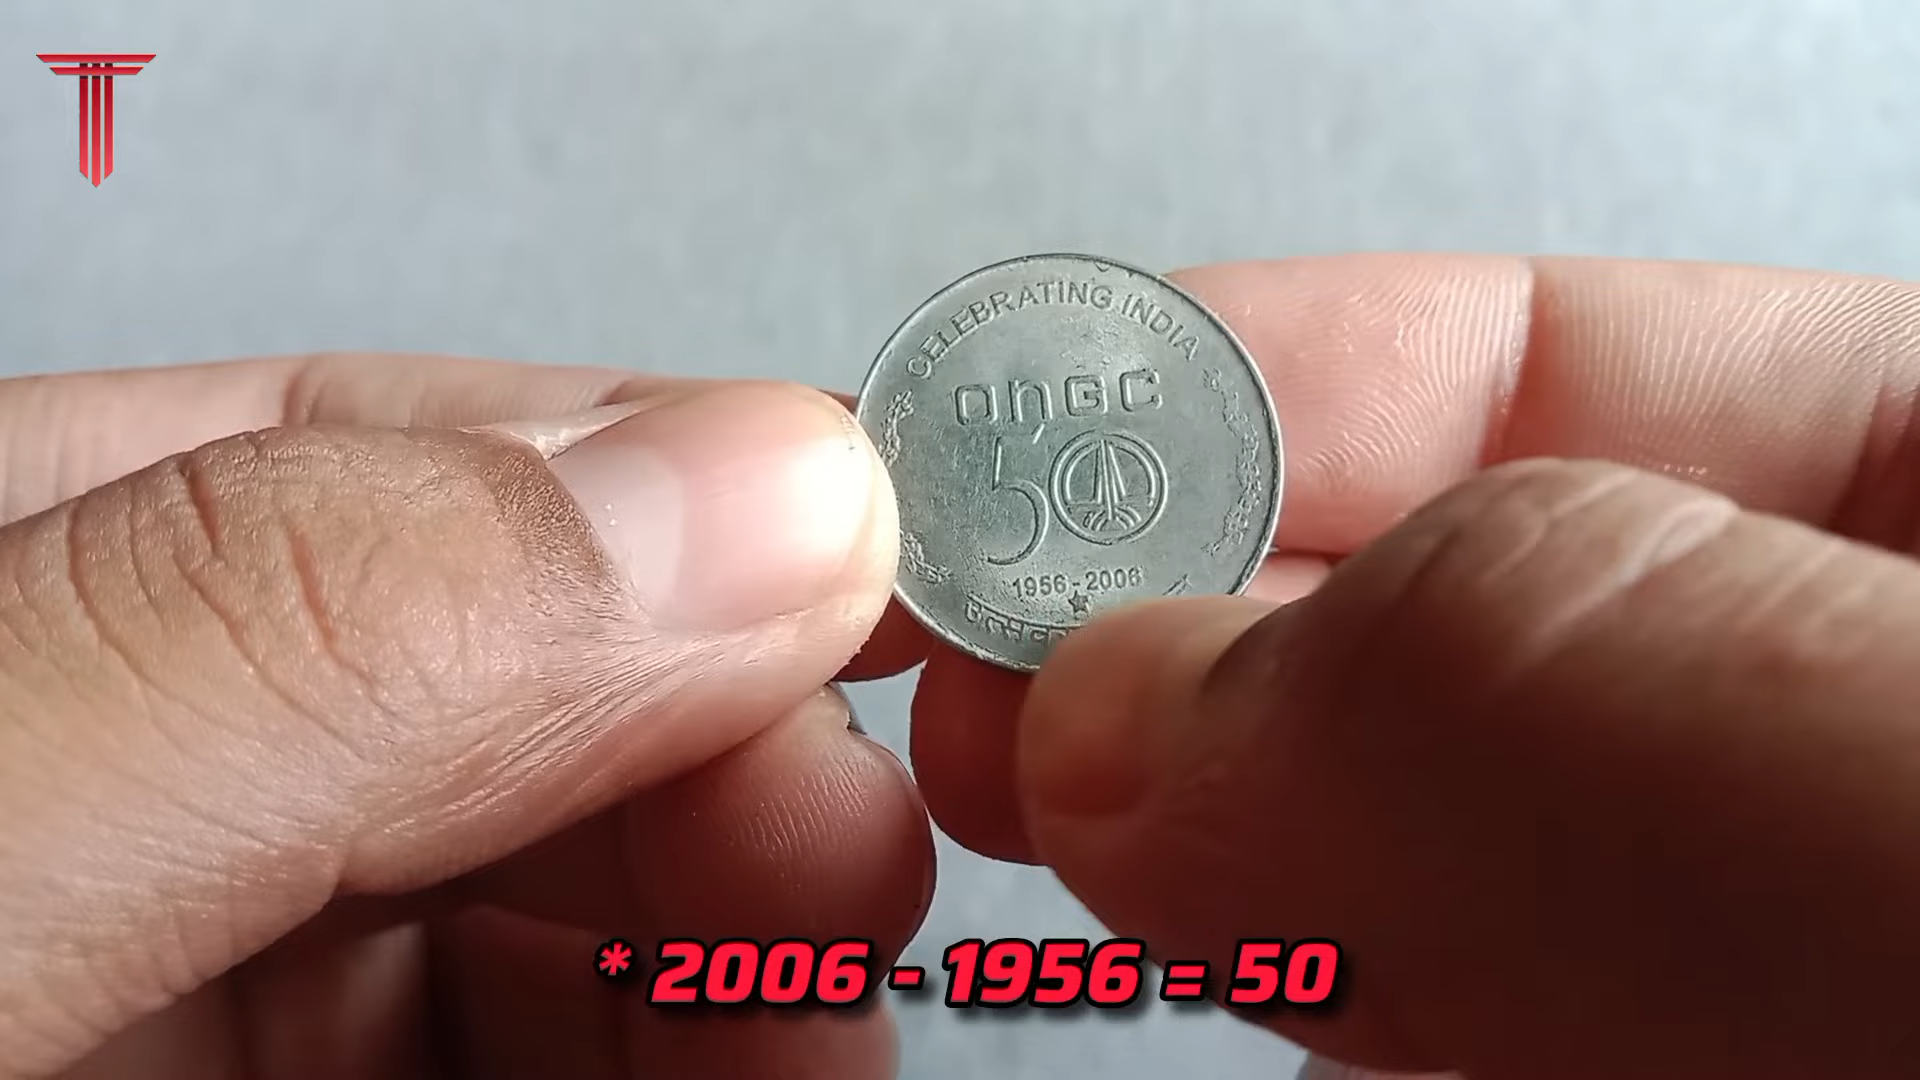 CELEBRATING INDIA
ONGC
50
1956-2006
* 2006 - 1956 = 50